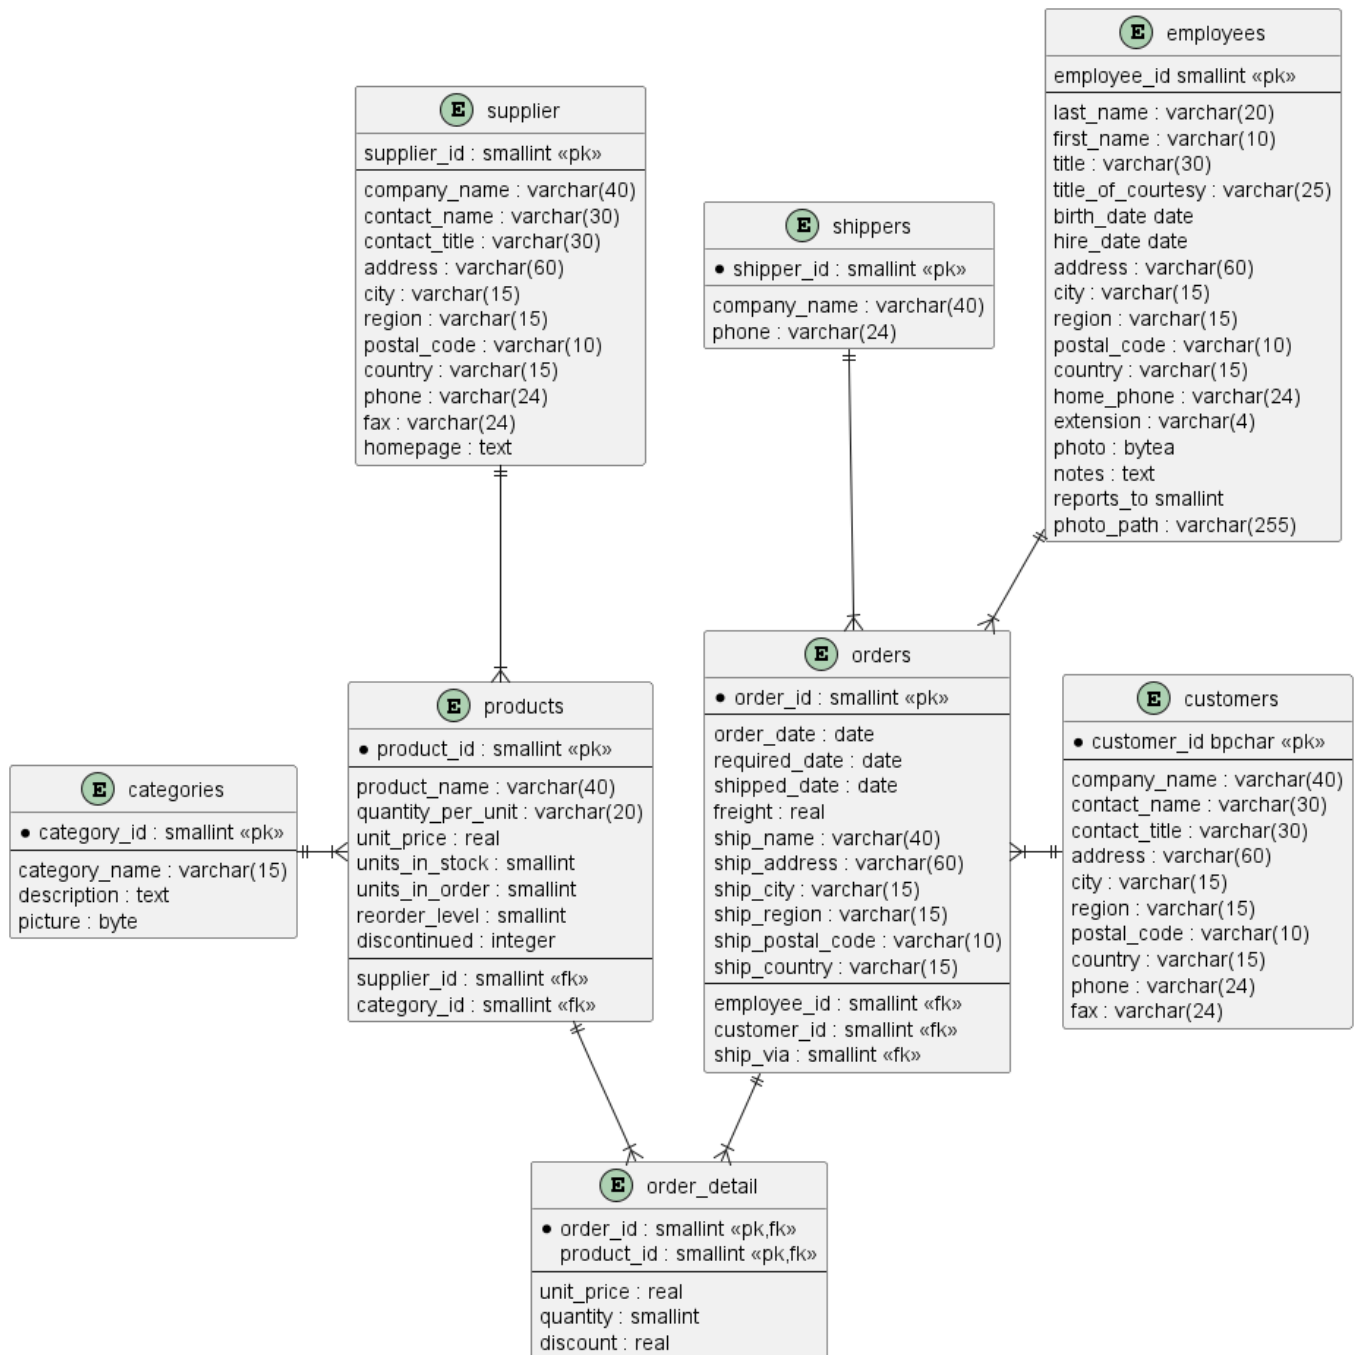 E employees
employee_id smallint «pk»
last_name : varchar(20)
first_name : varchar(10)
title : varchar(30)
title_of_courtesy : varchar(25)
birth_date date
hire_date date
address : varchar(60)
city : varchar(15)
region : varchar(15)
postal_code : varchar(10)
country : varchar(15)
home_phone : varchar(24)
extension : varchar(4)
photo : bytea
notes : text
reports_to smallint
photo_path : varchar(255)
E supplier
supplier_id : smallint «pk»
company_name : varchar(40)
contact_name : varchar(30)
contact_title : varchar(30)
address : varchar(60)
city : varchar(15)
region : varchar(15)
postal_code : varchar(10)
country : varchar(15)
phone : varchar(24)
fax : varchar(24)
homepage : text
E shippers
● shipper_id : smallint «pk»
company_name : varchar(40)
phone : varchar(24)
E categories
● category_id : smallint «pk»
category_name : varchar(15)
description : text
picture : byte
E products
● product_id : smallint «pk»
product_name : varchar(40)
quantity_per_unit : varchar(20)
unit_price : real
units_in_stock : smallint
units_in_order : smallint
reorder_level : smallint
discontinued : integer
supplier_id : smallint «fk»
category_id : smallint «fk»
E orders
● order_id : smallint «pk»
order_date : date
required_date : date
shipped_date : date
freight : real
ship_name : varchar(40)
ship_address : varchar(60)
ship_city : varchar(15)
ship_region : varchar(15)
ship_postal_code : varchar(10)
ship_country : varchar(15)
employee_id : smallint «fk»
customer_id : smallint «fk»
ship_via : smallint «fk»
E customers
● customer_id bpchar «pk»
company_name : varchar(40)
contact_name : varchar(30)
contact_title : varchar(30)
address : varchar(60)
city : varchar(15)
region : varchar(15)
postal_code : varchar(10)
country : varchar(15)
phone : varchar(24)
fax : varchar(24)
E order_detail
● order_id : smallint «pk,fk»
product_id : smallint «pk,fk»
unit_price : real
quantity : smallint
discount : real